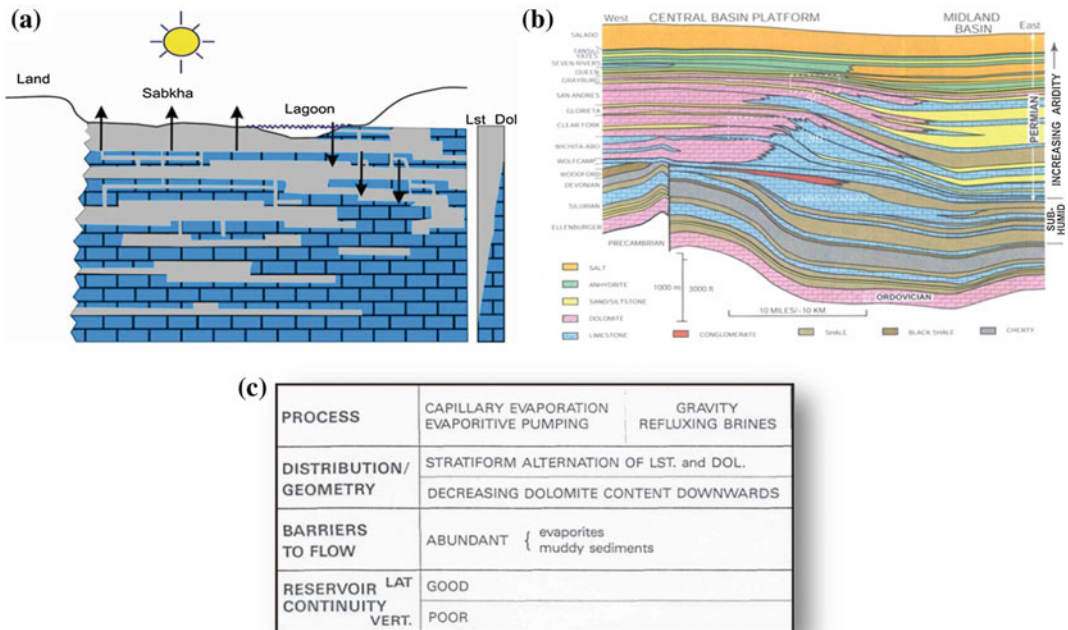 (a)
Land
Sabkha
Lagoon
Lst Dol
(b)
West
CENTRAL BASIN PLATFORM
MIDLAND
BASIN
East
SALADO
TANSILL
YATES
SEVEN RIVERS
QUEEN
GRAYBURG
SAN ANDRES
GLORIETA
CLEAR FORK
WICHITA-ABO
WOLFCAMP
WOODFORD
DEVONIAN
SILURIAN
ELLENBURGER
PRECAMBRIAN
PENNSYLVANIAN
ORDOVICIAN
PERMIAN
INCREASING ARIDITY
SUB-
HUMID
1000 m
3000 ft
10 MILES/~10 KM
SALT
ANHYDRITE
SAND/SILTSTONE
DOLOMITE
LIMESTONE
CONGLOMERATE
SHALE
BLACK SHALE
CHERTY
(c)
PROCESS
CAPILLARY EVAPORATION
EVAPORITIVE PUMPING
GRAVITY
REFLUXING BRINES
DISTRIBUTION/
GEOMETRY
STRATIFORM ALTERNATION OF LST. and DOL.
DECREASING DOLOMITE CONTENT DOWNWARDS
BARRIERS
TO FLOW
ABUNDANT { evaporites
muddy sediments
RESERVOIR LAT
CONTINUITY
VERT.
GOOD
POOR